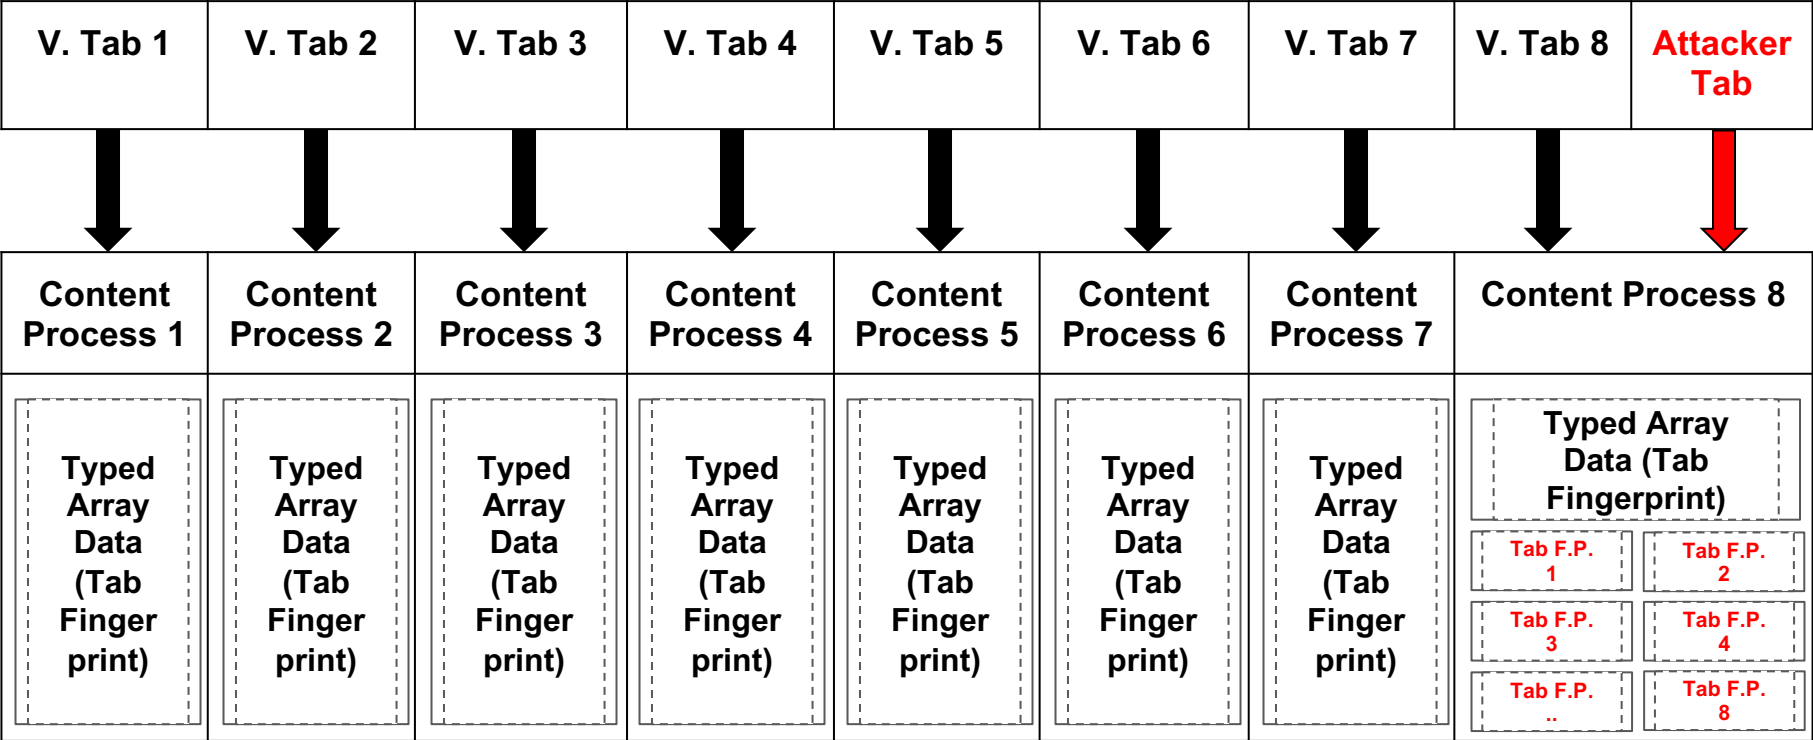 V. Tab 1
V. Tab 2
V. Tab 3
V. Tab 4
V. Tab 5
V. Tab 6
V. Tab 7
V. Tab 8
Attacker
Tab
Content
Process 1
Content
Process 2
Content
Process 3
Content
Process 4
Content
Process 5
Content
Process 6
Content
Process 7
Content Process 8
Typed
Array
Data
(Tab
Finger
print)
Typed
Array
Data
(Tab
Finger
print)
Typed
Array
Data
(Tab
Finger
print)
Typed
Array
Data
(Tab
Finger
print)
Typed
Array
Data
(Tab
Finger
print)
Typed
Array
Data
(Tab
Finger
print)
Typed
Array
Data
(Tab
Finger
print)
Typed Array
Data (Tab
Fingerprint)
Tab F.P.
1
Tab F.P.
2
Tab F.P.
3
Tab F.P.
4
Tab F.P.
..
Tab F.P.
8